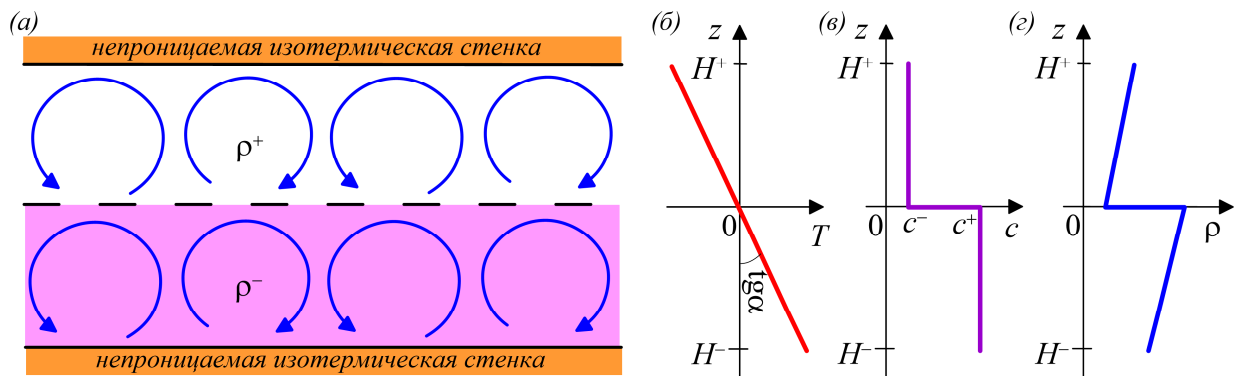 (а)
непроницаемая изотермическая стенка
ρ⁺
ρ⁻
непроницаемая изотермическая стенка
(б)
z
H⁺
0
T
tgα
H⁻
(в)
z
H⁺
0
c⁻
c⁺
c
H⁻
(г)
z
H⁺
0
ρ
H⁻